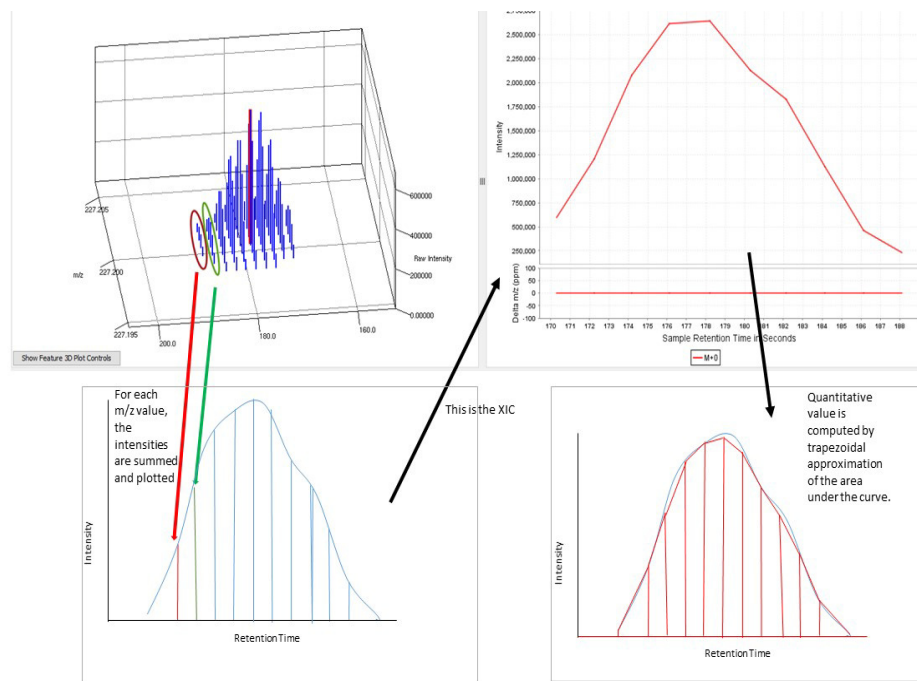 227.205
227.200
227.195
m/z
200.0
180.0
160.0
600000
400000
Raw Intensity
200000
0.00000
Show Feature 3D Plot Controls
2,500,000
2,250,000
2,000,000
1,750,000
1,500,000
1,250,000
1,000,000
750,000
500,000
250,000
Intensity
100
50
0
-50
-100
Delta m/z (ppm)
170 171 172 173 174 175 176 177 178 179 180 181 182 183 184 185 186 187 188
Sample Retention Time in Seconds
M+0
For each
m/z value,
the
intensities
are summed
and plotted
Intensity
Retention Time
This is the XIC
Quantitative
value is
computed by
trapezoidal
approximation
of the area
under the curve.
Intensity
Retention Time